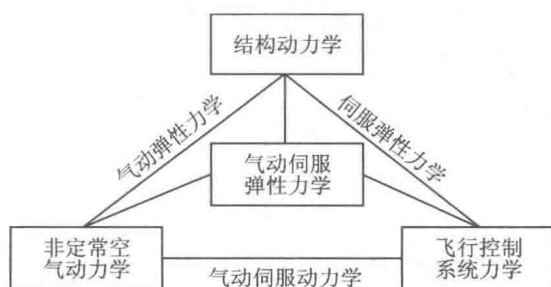 结构动力学
气动弹性力学
伺服弹性力学
气动伺服
弹性力学
非定常空
气动力学
飞行控制
系统力学
气动伺服动力学